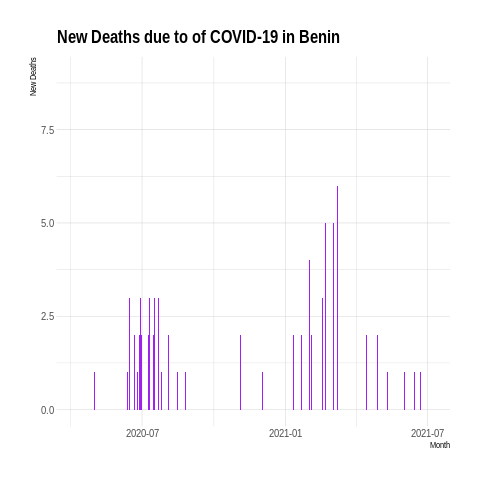 New Deaths due to of COVID-19 in Benin
New Deaths
7.5
5.0
2.5
0.0
2020-07
2021-01
2021-07
Month